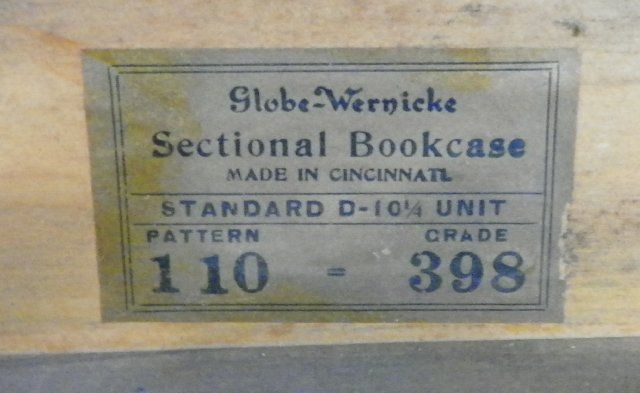 Globe-Wernicke
Sectional Bookcase
MADE IN CINCINNATI.
STANDARD D-10¼ UNIT
PATTERN GRADE
110 = 398